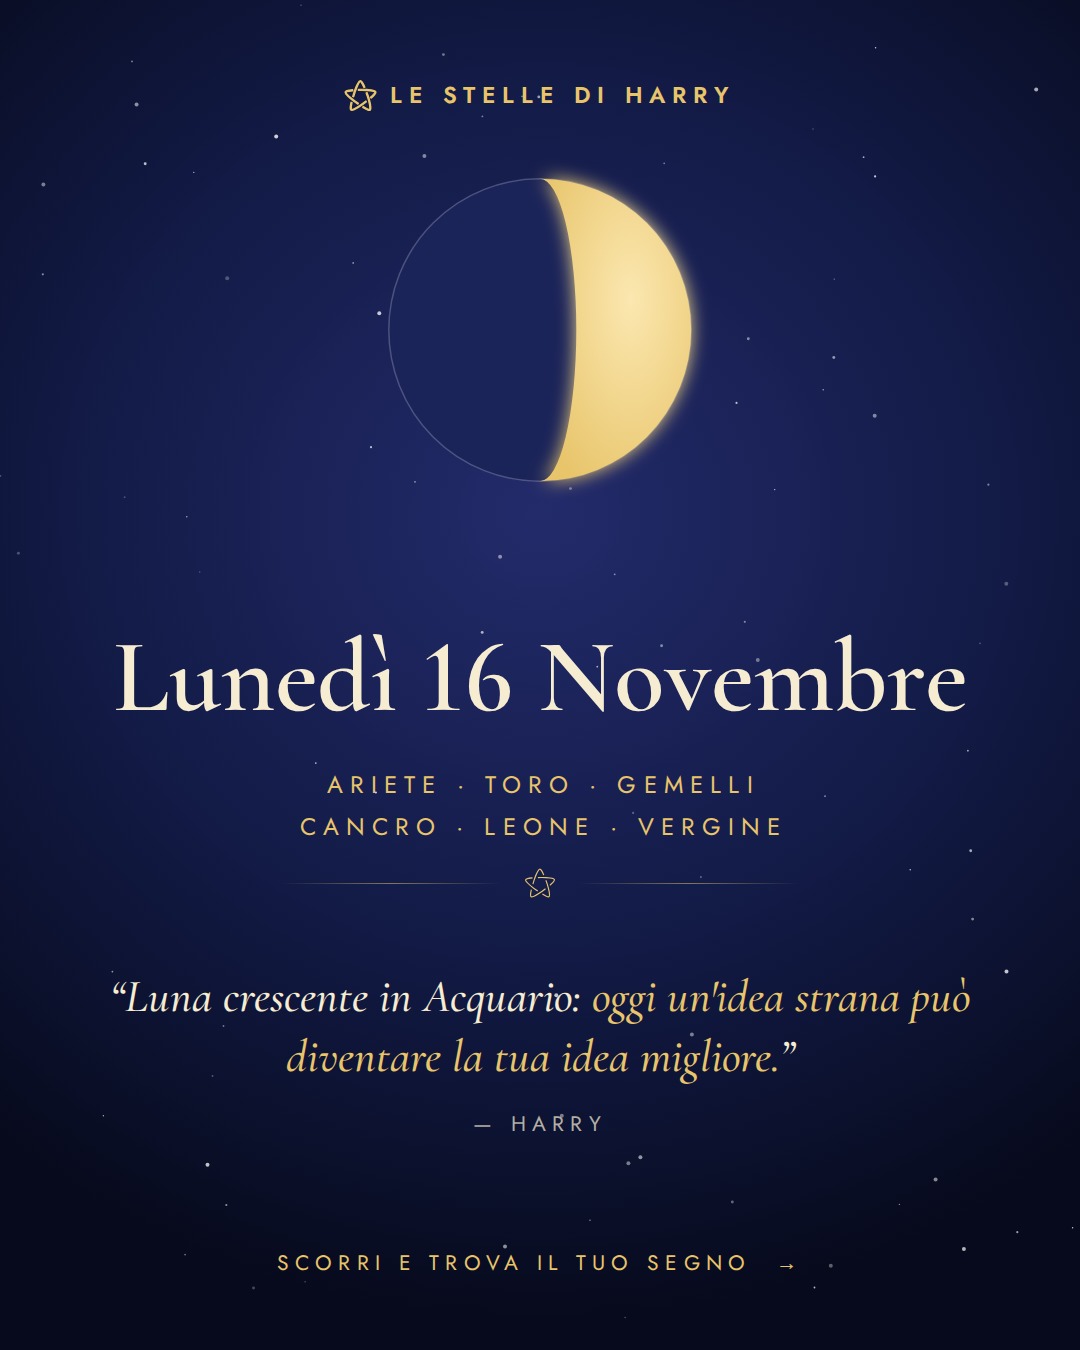 LE STELLE DI HARRY
Lunedì 16 Novembre
ARIETE · TORO · GEMELLI
CANCRO · LEONE · VERGINE
“Luna crescente in Acquario: oggi un'idea strana può
diventare la tua idea migliore.”
— HARRY
SCORRI E TROVA IL TUO SEGNO →